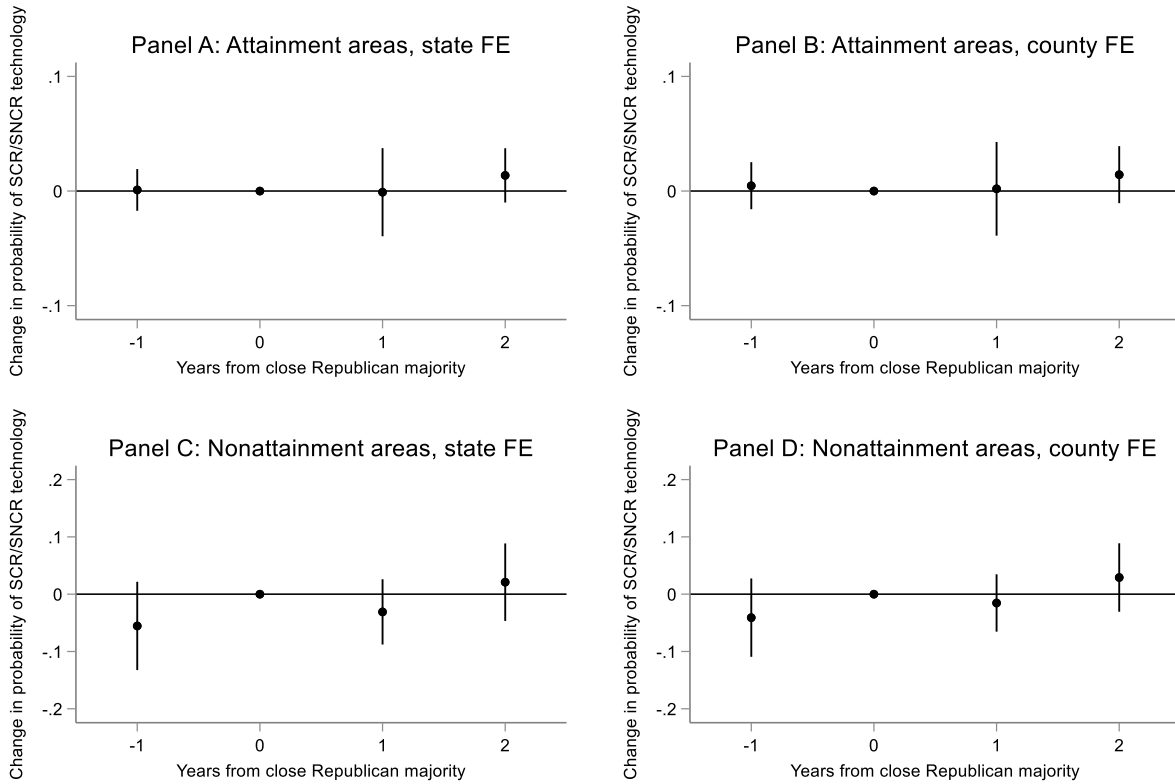 Panel A: Attainment areas, state FE
Change in probability of SCR/SNCR technology
.1
0
-.1
-1 0 1 2
Years from close Republican majority
Panel B: Attainment areas, county FE
Change in probability of SCR/SNCR technology
.1
0
-.1
-1 0 1 2
Years from close Republican majority
Panel C: Nonattainment areas, state FE
Change in probability of SCR/SNCR technology
.2
.1
0
-.1
-.2
-1 0 1 2
Years from close Republican majority
Panel D: Nonattainment areas, county FE
Change in probability of SCR/SNCR technology
.2
.1
0
-.1
-.2
-1 0 1 2
Years from close Republican majority